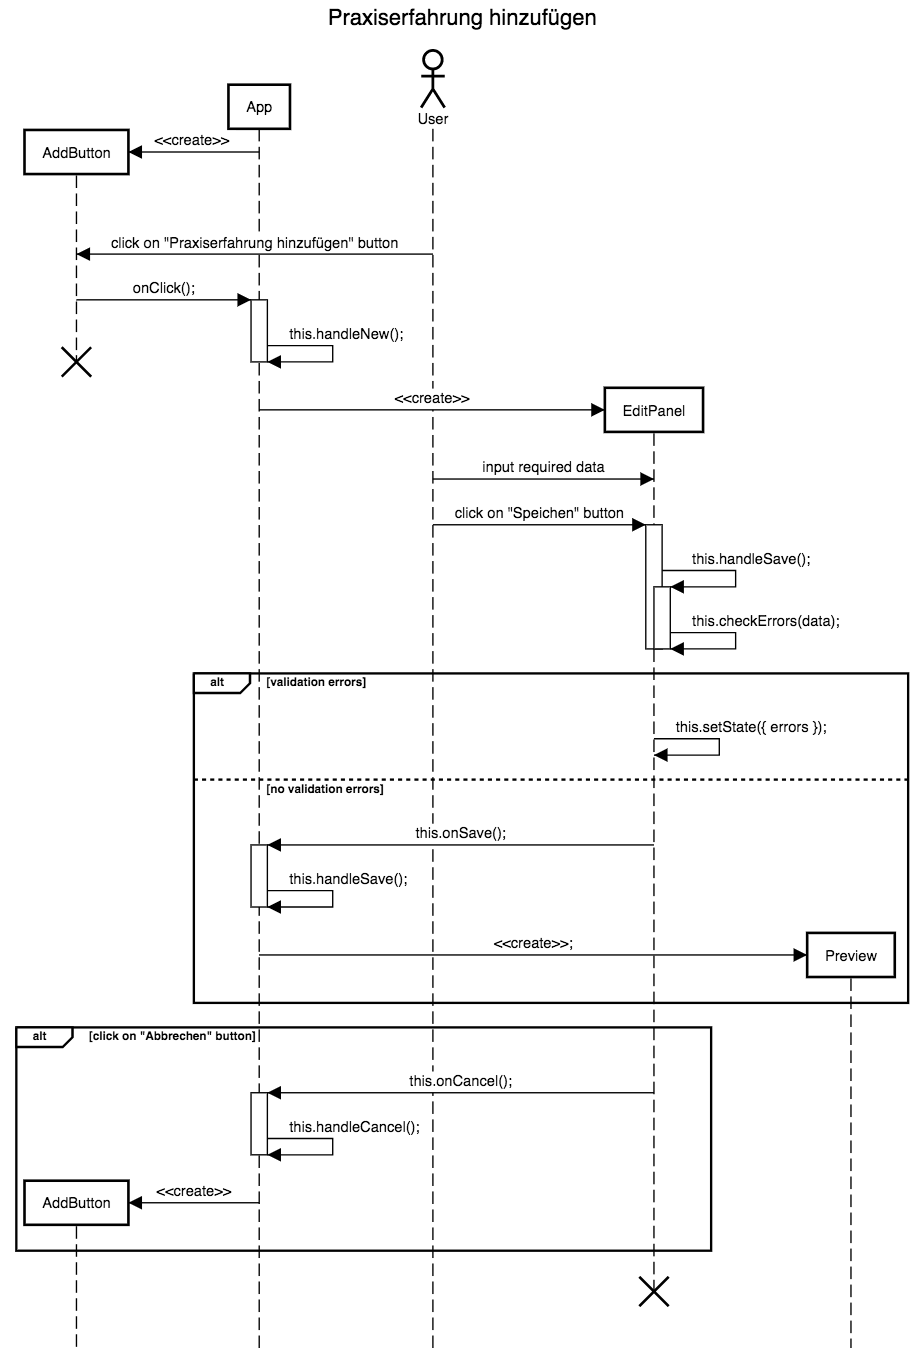 Praxiserfahrung hinzufügen
User
App
AddButton
<<create>>
click on "Praxiserfahrung hinzufügen" button
onClick();
this.handleNew();
<<create>>
EditPanel
input required data
click on "Speichen" button
this.handleSave();
this.checkErrors(data);
alt
[validation errors]
this.setState({ errors });
[no validation errors]
this.onSave();
this.handleSave();
<<create>>;
Preview
alt
[click on "Abbrechen" button]
this.onCancel();
this.handleCancel();
AddButton
<<create>>